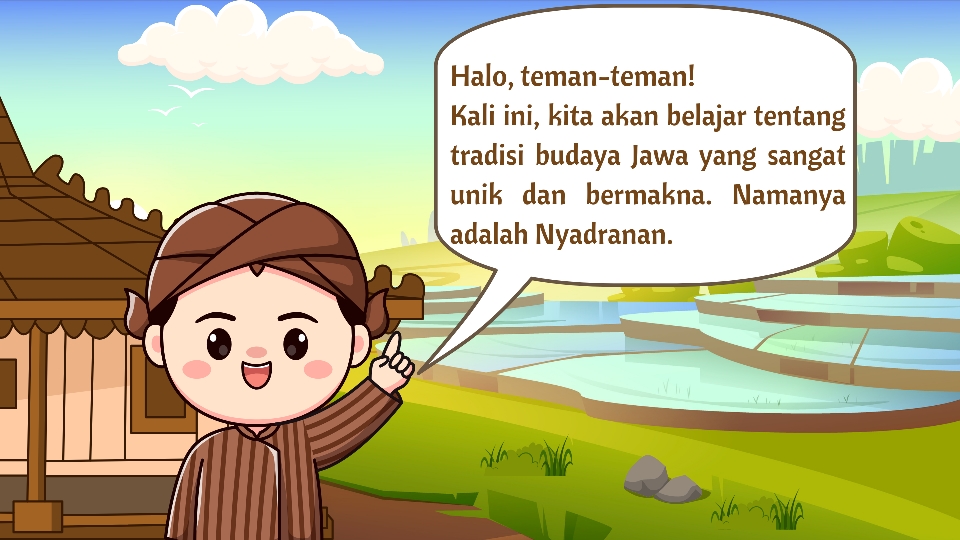 Halo, teman-teman!
Kali ini, kita akan belajar tentang
tradisi budaya Jawa yang sangat
unik dan bermakna. Namanya
adalah Nyadranan.